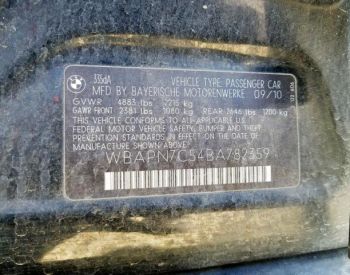 BMW
335dA VEHICLE TYPE: PASSENGER CAR
MFD BY BAYERISCHE MOTORENWERKE 09/10
GVWR 4883 lbs 2215 kg
GAWR FRONT 2381 lbs 1080 kg REAR 2646 lbs 1200 kg
THIS VEHICLE CONFORMS TO ALL APPLICABLE U.S.
FEDERAL MOTOR VEHICLE SAFETY, BUMPER, AND
THEFT PREVENTION STANDARDS IN EFFECT ON THE DATE
OF MANUFACTURE SHOWN ABOVE.
WBAPN7C54BA782359